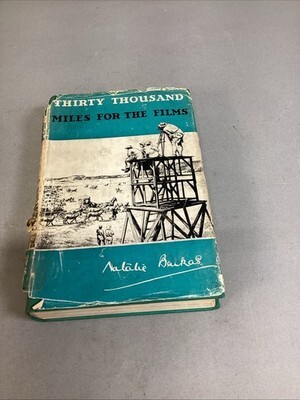 THIRTY THOUSAND
MILES FOR THE FILMS
Natalie Barkas